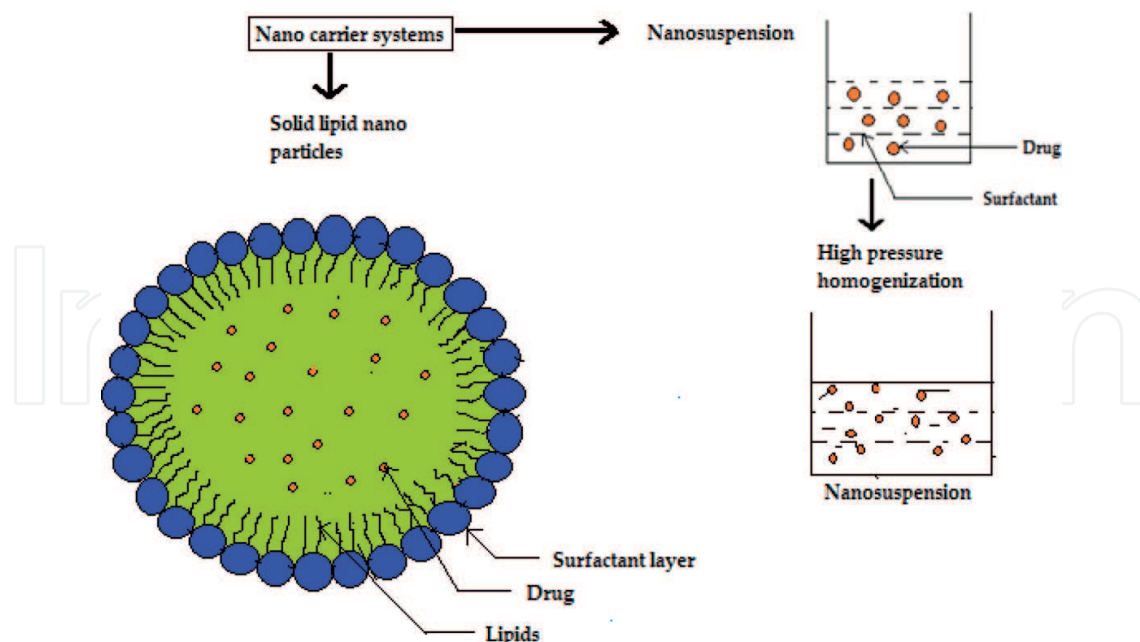 Nano carrier systems
Nanosuspension
Solid lipid nano
particles
Drug
Surfactant
High pressure
homogenization
Nanosuspension
Surfactant layer
Drug
Lipids